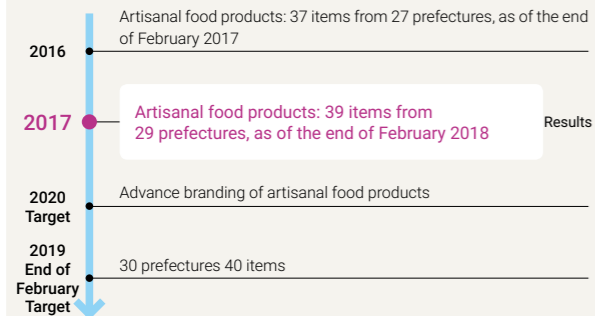 Artisanal food products: 37 items from 27 prefectures, as of the end
of February 2017
2016
2017
Artisanal food products: 39 items from
29 prefectures, as of the end of February 2018
Results
2020
Target
Advance branding of artisanal food products
2019
End of
February
Target
30 prefectures 40 items